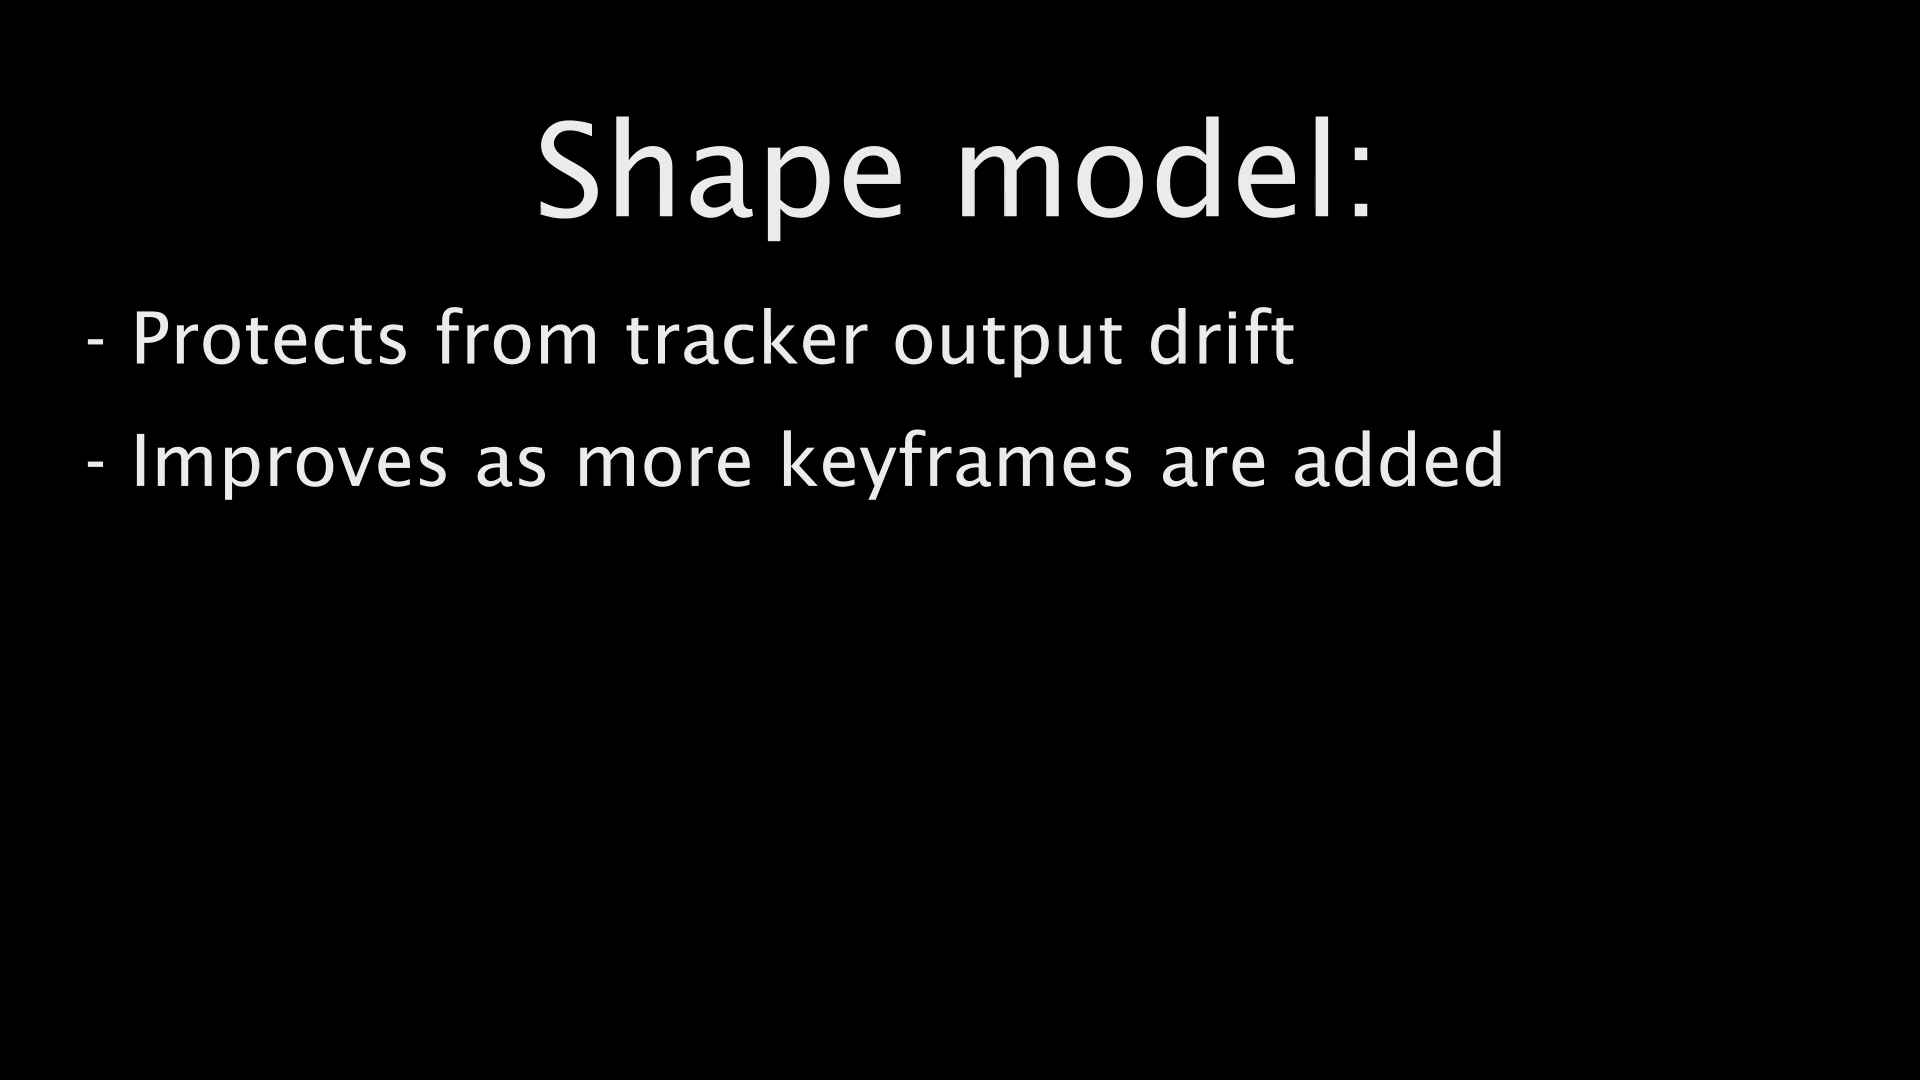 Shape model:
- Protects from tracker output drift
- Improves as more keyframes are added